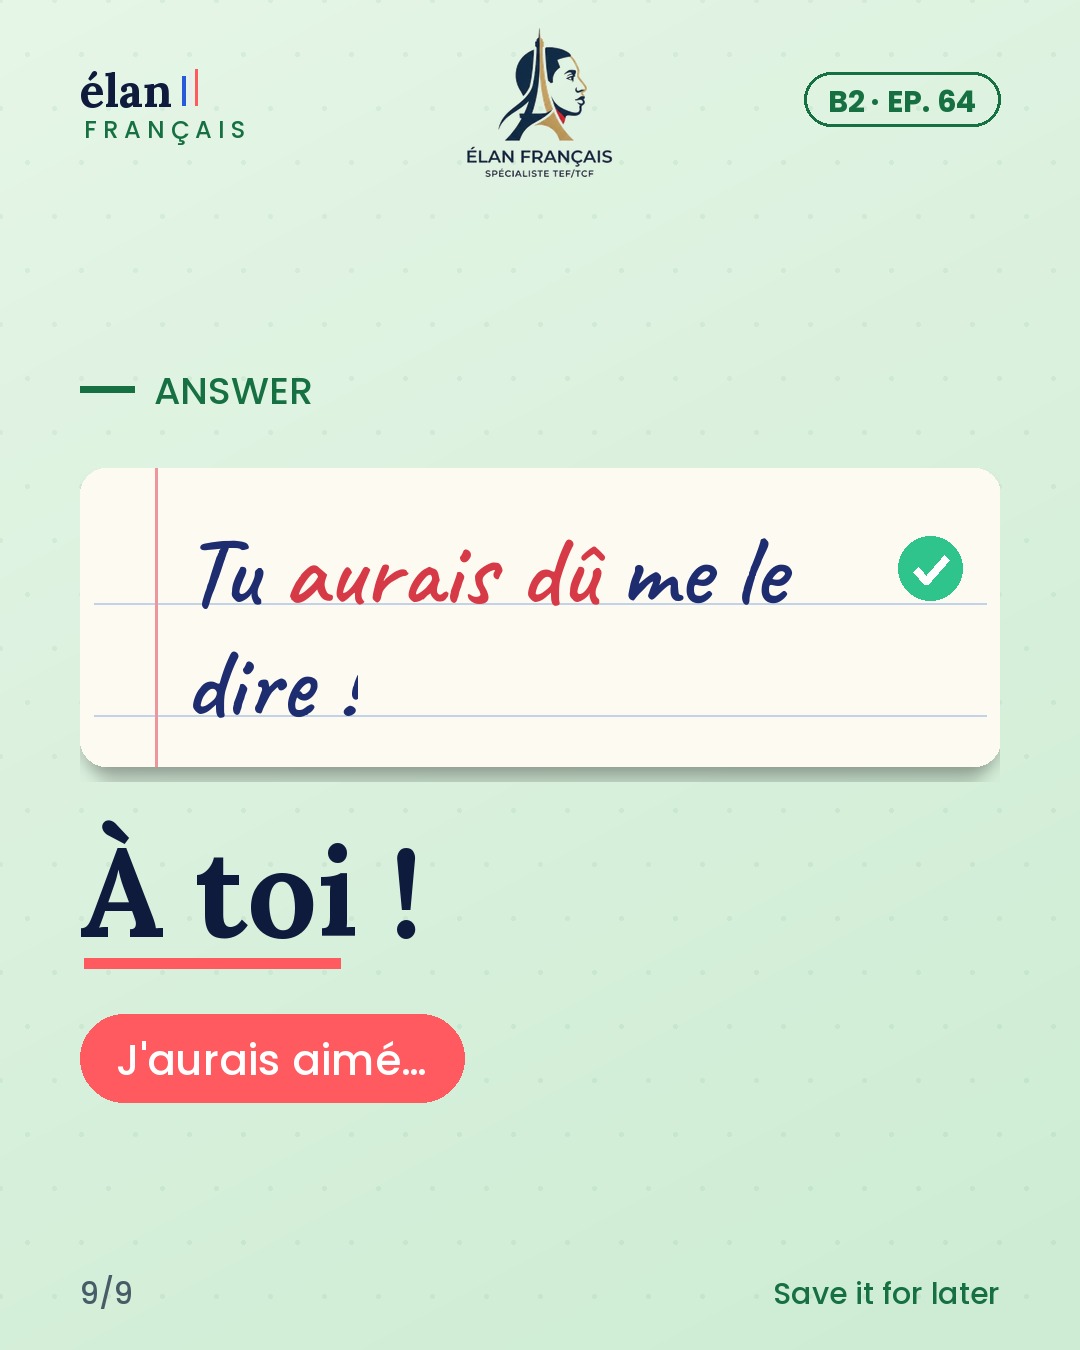 élan
FRANÇAIS
ÉLAN FRANÇAIS
SPÉCIALISTE TEF/TCF
B2 · EP. 64
ANSWER
Tu aurais dû me le
dire !
À toi !
J'aurais aimé...
9/9
Save it for later